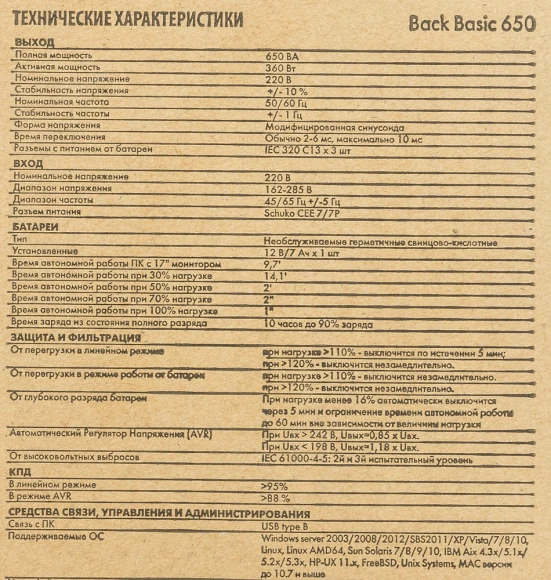 ТЕХНИЧЕСКИЕ ХАРАКТЕРИСТИКИ Back Basic 650
ВЫХОД
Полная мощность 650 ВА
Активная мощность 360 Вт
Номинальное напряжение 220 В
Стабильность напряжения +/- 10 %
Номинальная частота 50/60 Гц
Стабильность частоты +/- 1 Гц
Форма напряжения Модифицированная синусоида
Время переключения Обычно 2-6 мс, максимально 10 мс
Разъемы с питанием от батареи IEC 320 C13 x 3 шт
ВХОД
Номинальное напряжение 220 В
Диапазон напряжения 162-285 В
Диапазон частоты 45/65 Гц +/-5 Гц
Разъем питания Schuko CEE 7/7P
БАТАРЕИ
Тип Необслуживаемые герметичные свинцово-кислотные
Установленные 12 В/7 Ач x 1 шт
Время автономной работы ПК с 17" монитором 9,7'
Время автономной работы при 30% нагрузке 14,1'
Время автономной работы при 50% нагрузке 2'
Время автономной работы при 70% нагрузке 2"
Время автономной работы при 100% нагрузке 1"
Время заряда из состояния полного разряда 10 часов до 90% заряда
ЗАЩИТА И ФИЛЬТРАЦИЯ
От перегрузки в линейном режиме при нагрузке >110% - выключится по истечении 5 мин;
при >120% - выключится незамедлительно.
От перегрузки в режиме работы от батареи при нагрузке >110% - выключится незамедлительно.
при >120% - выключится незамедлительно.
От глубокого разряда батареи При нагрузке менее 16% автоматически выключится
через 5 мин и ограничение времени автономной работы
до 60 мин вне зависимости от величины нагрузки
Автоматический Регулятор Напряжения (AVR) При Uвх > 242 В, Uвых=0,85 x Uвх.
При Uвх < 198 В, Uвых=1,18 x Uвх.
От высоковольтных выбросов IEC 61000-4-5: 2й и 3й испытательный уровень
КПД
В линейном режиме >95%
В режиме AVR >88 %
СРЕДСТВА СВЯЗИ, УПРАВЛЕНИЯ И АДМИНИСТРИРОВАНИЯ
Связь с ПК USB type B
Поддерживаемые ОС Windows server 2003/2008/2012/SBS2011/XP/Vista/7/8/10,
Linux, Linux AMD64, Sun Solaris 7/8/9/10, IBM Aix 4.3x/5.1x/
5.2x/5.3x, HP-UX 11.x, FreeBSD, Unix Systems, MAC версии
до 10.7 и выше